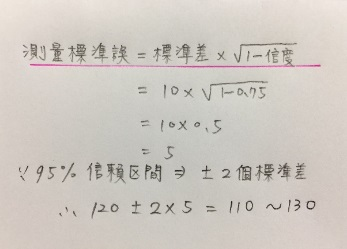 測量標準誤 = 標準差 × √1-信度
= 10 × √1-0.75
= 10×0.5
= 5
∵ 95% 信賴区間 ⇒ ± 2個標準差
∴ 120 ± 2×5 = 110 ~ 130